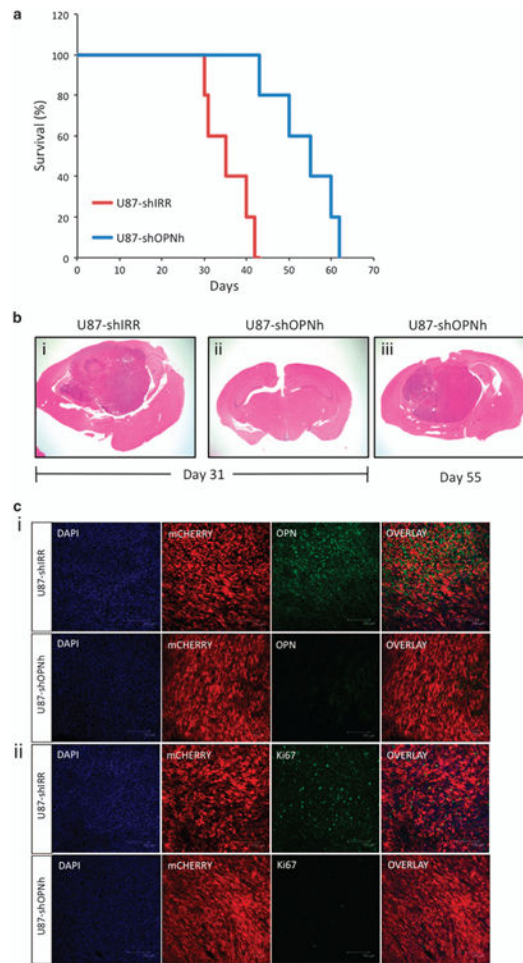 a
120
100
80
60
40
20
0
Survival (%)
U87-shIRR
U87-shOPNh
0 10 20 30 40 50 60 70
Days
b
U87-shIRR U87-shOPNh U87-shOPNh
i ii iii
Day 31 Day 55
c
i
U87-shIRR
DAPI mCHERRY OPN OVERLAY
U87-shOPNh
DAPI mCHERRY OPN OVERLAY
ii
U87-shIRR
DAPI mCHERRY Ki67 OVERLAY
U87-shOPNh
DAPI mCHERRY Ki67 OVERLAY